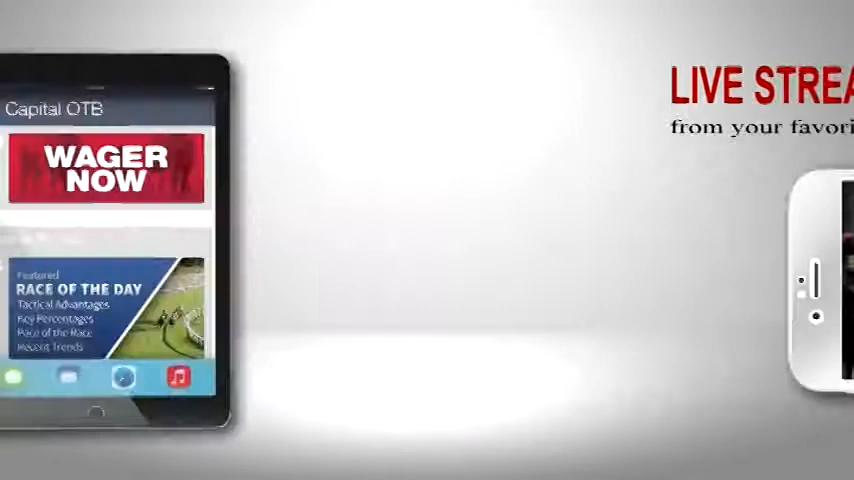 Capital OTB
WAGER
NOW
Featured
RACE OF THE DAY
Tactical Advantages
Key Percentages
Pace of the Race
Recent Trends
LIVE STREA
from your favori